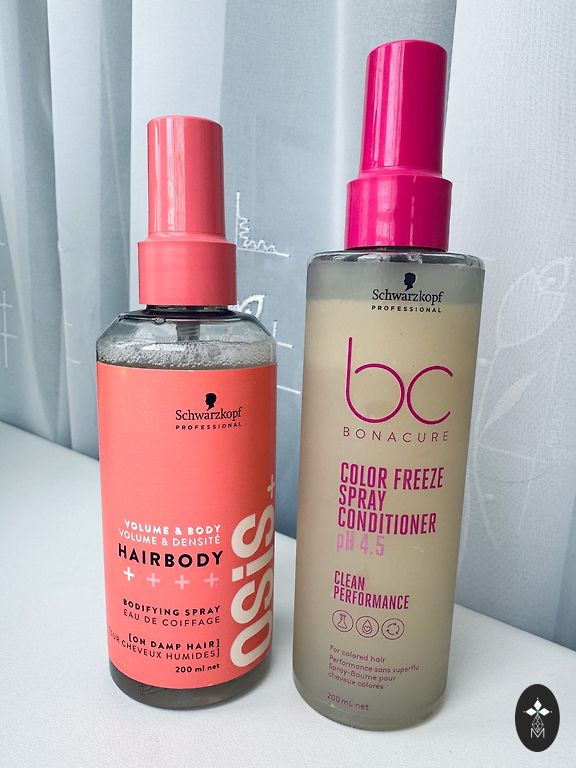 Schwarzkopf
PROFESSIONAL
VOLUME & BODY
VOLUME & DENSITÉ
HAIRBODY
BODIFYING SPRAY
EAU DE COIFFAGE
[ON DAMP HAIR]
CHEVEUX HUMIDES]
200 ml net
OSiS+
Schwarzkopf
PROFESSIONAL
bc
BONACURE
COLOR FREEZE
SPRAY
CONDITIONER
pH 4.5
CLEAN
PERFORMANCE
For colored hair
Performance sans superflu
Spray-Baume pour
cheveux colorés
200 mL net
M